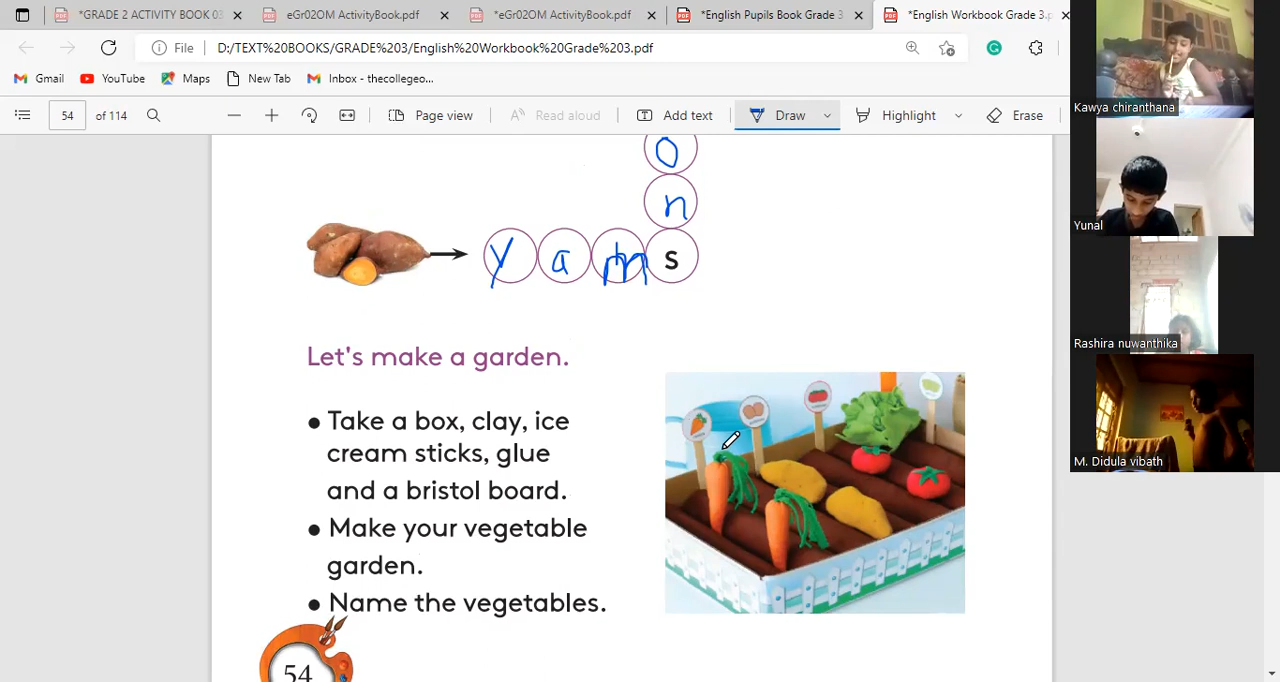 *GRADE 2 ACTIVITY BOOK 03
eGr02OM ActivityBook.pdf
*eGr02OM ActivityBook.pdf
*English Pupils Book Grade 3
*English Workbook Grade 3.p
File D:/TEXT%20BOOKS/GRADE%203/English%20Workbook%20Grade%203.pdf
Gmail YouTube Maps New Tab Inbox - thecollegeo...
54 of 114 Page view Read aloud Add text Draw Highlight Erase
o
n
y a m s
Let's make a garden.
• Take a box, clay, ice
cream sticks, glue
and a bristol board.
• Make your vegetable
garden.
• Name the vegetables.
54
Kawya chiranthana
Yunal
Rashira nuwanthika
M. Didula vibath